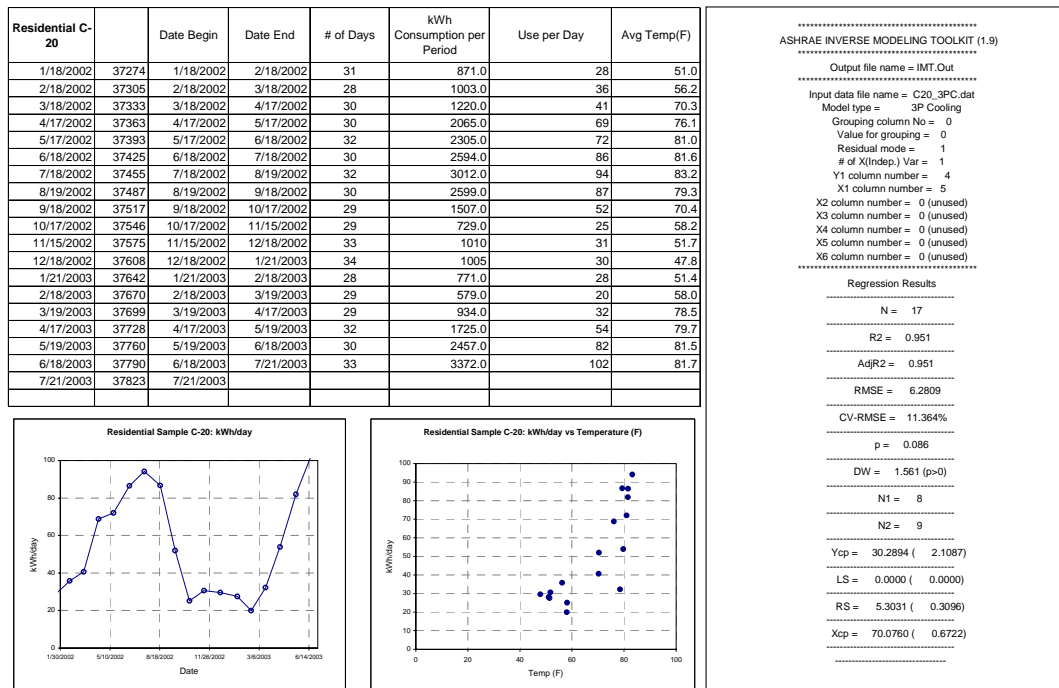 Residential C-20 Date Begin Date End # of Days kWh Consumption per Period Use per Day Avg Temp(F)
1/18/2002 37274 1/18/2002 2/18/2002 31 871.0 28 51.0
2/18/2002 37305 2/18/2002 3/18/2002 28 1003.0 36 56.2
3/18/2002 37333 3/18/2002 4/17/2002 30 1220.0 41 70.3
4/17/2002 37363 4/17/2002 5/17/2002 30 2065.0 69 76.1
5/17/2002 37393 5/17/2002 6/18/2002 32 2305.0 72 81.0
6/18/2002 37425 6/18/2002 7/18/2002 30 2594.0 86 81.6
7/18/2002 37455 7/18/2002 8/19/2002 32 3012.0 94 83.2
8/19/2002 37487 8/19/2002 9/18/2002 30 2599.0 87 79.3
9/18/2002 37517 9/18/2002 10/17/2002 29 1507.0 52 70.4
10/17/2002 37546 10/17/2002 11/15/2002 29 729.0 25 58.2
11/15/2002 37575 11/15/2002 12/18/2002 33 1010 31 51.7
12/18/2002 37608 12/18/2002 1/21/2003 34 1005 30 47.8
1/21/2003 37642 1/21/2003 2/18/2003 28 771.0 28 51.4
2/18/2003 37670 2/18/2003 3/19/2003 29 579.0 20 58.0
3/19/2003 37699 3/19/2003 4/17/2003 29 934.0 32 78.5
4/17/2003 37728 4/17/2003 5/19/2003 32 1725.0 54 79.7
5/19/2003 37760 5/19/2003 6/18/2003 30 2457.0 82 81.5
6/18/2003 37790 6/18/2003 7/21/2003 33 3372.0 102 81.7
7/21/2003 37823 7/21/2003
Residential Sample C-20: kWh/day
100
80
60
40
20
0
kWh/day
1/30/2002 5/10/2002 8/18/2002 11/26/2002 3/6/2003 6/14/2003
Date
Residential Sample C-20: kWh/day vs Temperature (F)
100
90
80
70
60
50
40
30
20
10
0
kWh/day
0 20 40 60 80 100
Temp (F)
********************************************
ASHRAE INVERSE MODELING TOOLKIT (1.9)
********************************************
Output file name = IMT.Out
********************************************
Input data file name = C20_3PC.dat
Model type = 3P Cooling
Grouping column No = 0
Value for grouping = 0
Residual mode = 1
# of X(Indep.) Var = 1
Y1 column number = 4
X1 column number = 5
X2 column number = 0 (unused)
X3 column number = 0 (unused)
X4 column number = 0 (unused)
X5 column number = 0 (unused)
X6 column number = 0 (unused)
********************************************
Regression Results
----------------------------------------
N = 17
----------------------------------------
R2 = 0.951
----------------------------------------
AdjR2 = 0.951
----------------------------------------
RMSE = 6.2809
----------------------------------------
CV-RMSE = 11.364%
----------------------------------------
p = 0.086
----------------------------------------
DW = 1.561 (p>0)
----------------------------------------
N1 = 8
----------------------------------------
N2 = 9
----------------------------------------
Ycp = 30.2894 ( 2.1087)
----------------------------------------
LS = 0.0000 ( 0.0000)
----------------------------------------
RS = 5.3031 ( 0.3096)
----------------------------------------
Xcp = 70.0760 ( 0.6722)
----------------------------------------
-----------------------------------